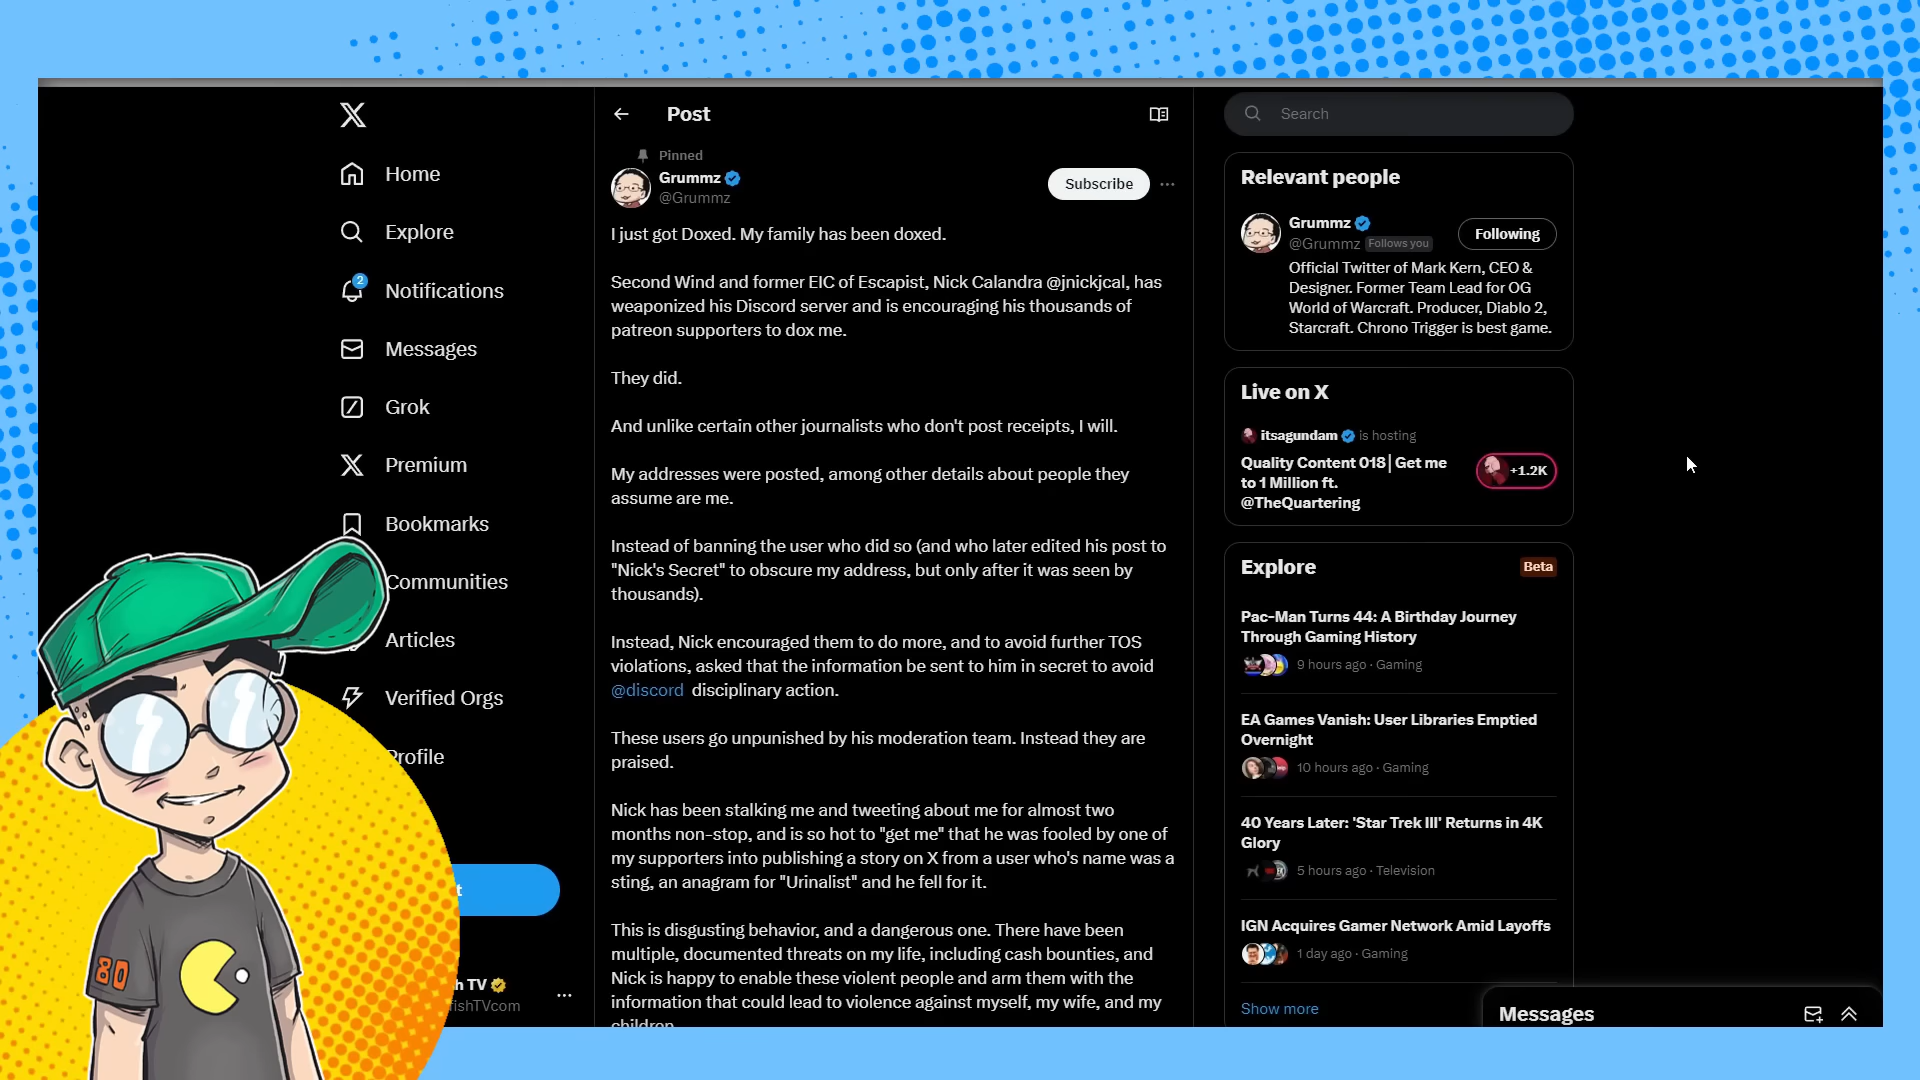 Home
Explore
2
Notifications
Messages
Grok
Premium
Bookmarks
Communities
Articles
Verified Orgs
Profile
t
h TV
fishTVcom
80
Post
Pinned
Grummz
@Grummz
Subscribe
I just got Doxed. My family has been doxed.
Second Wind and former EIC of Escapist, Nick Calandra @jnickjcal, has
weaponized his Discord server and is encouraging his thousands of
patreon supporters to dox me.
They did.
And unlike certain other journalists who don't post receipts, I will.
My addresses were posted, among other details about people they
assume are me.
Instead of banning the user who did so (and who later edited his post to
"Nick's Secret" to obscure my address, but only after it was seen by
thousands).
Instead, Nick encouraged them to do more, and to avoid further TOS
violations, asked that the information be sent to him in secret to avoid
@discord disciplinary action.
These users go unpunished by his moderation team. Instead they are
praised.
Nick has been stalking me and tweeting about me for almost two
months non-stop, and is so hot to "get me" that he was fooled by one of
my supporters into publishing a story on X from a user who's name was a
sting, an anagram for "Urinalist" and he fell for it.
This is disgusting behavior, and a dangerous one. There have been
multiple, documented threats on my life, including cash bounties, and
Nick is happy to enable these violent people and arm them with the
information that could lead to violence against myself, my wife, and my
children
Search
Relevant people
Grummz
@Grummz Follows you
Following
Official Twitter of Mark Kern, CEO &
Designer. Former Team Lead for OG
World of Warcraft. Producer, Diablo 2,
Starcraft. Chrono Trigger is best game.
Live on X
itsagundam is hosting
Quality Content 018│Get me
to 1 Million ft.
@TheQuartering
+1.2K
Explore
Beta
Pac-Man Turns 44: A Birthday Journey
Through Gaming History
9 hours ago · Gaming
EA Games Vanish: User Libraries Emptied
Overnight
10 hours ago · Gaming
40 Years Later: 'Star Trek III' Returns in 4K
Glory
5 hours ago · Television
IGN Acquires Gamer Network Amid Layoffs
1 day ago · Gaming
Show more
Messages